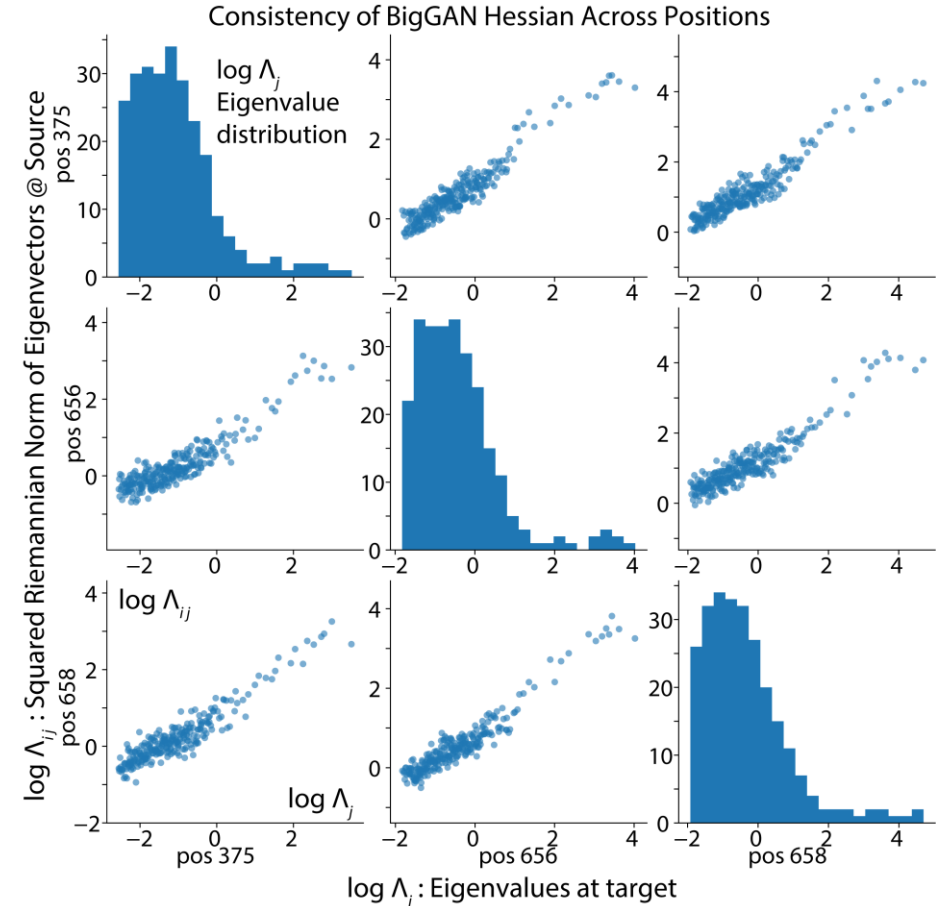 Consistency of BigGAN Hessian Across Positions
log Λij : Squared Riemannian Norm of Eigenvectors @ Source
pos 375
30
20
10
0
log Λj
Eigenvalue
distribution
−2 0 2
4
2
0
−2 0 2 4
4
2
0
−2 0 2 4
pos 656
4
2
0
−2 0 2
30
20
10
0
−2 0 2 4
4
2
0
−2 0 2 4
pos 658
4
2
0
−2
log Λij
log Λj
−2 0 2
pos 375
4
2
0
−2 0 2 4
pos 656
30
20
10
0
−2 0 2 4
pos 658
log Λj : Eigenvalues at target